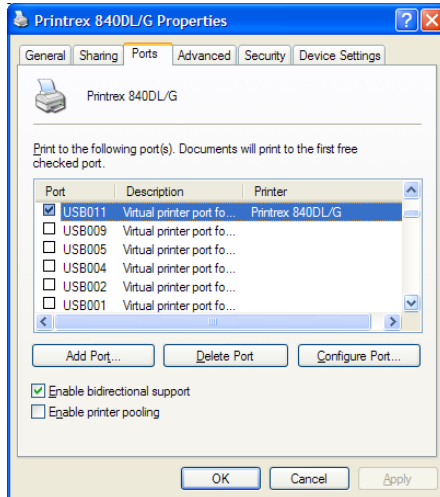 Printrex 840DL/G Properties
General Sharing Ports Advanced Security Device Settings
Printrex 840DL/G
Print to the following port(s). Documents will print to the first free
checked port.
Port Description Printer
USB011 Virtual printer port fo... Printrex 840DL/G
USB009 Virtual printer port fo...
USB005 Virtual printer port fo...
USB004 Virtual printer port fo...
USB002 Virtual printer port fo...
USB001 Virtual printer port fo...
Add Port... Delete Port Configure Port...
Enable bidirectional support
Enable printer pooling
OK Cancel Apply